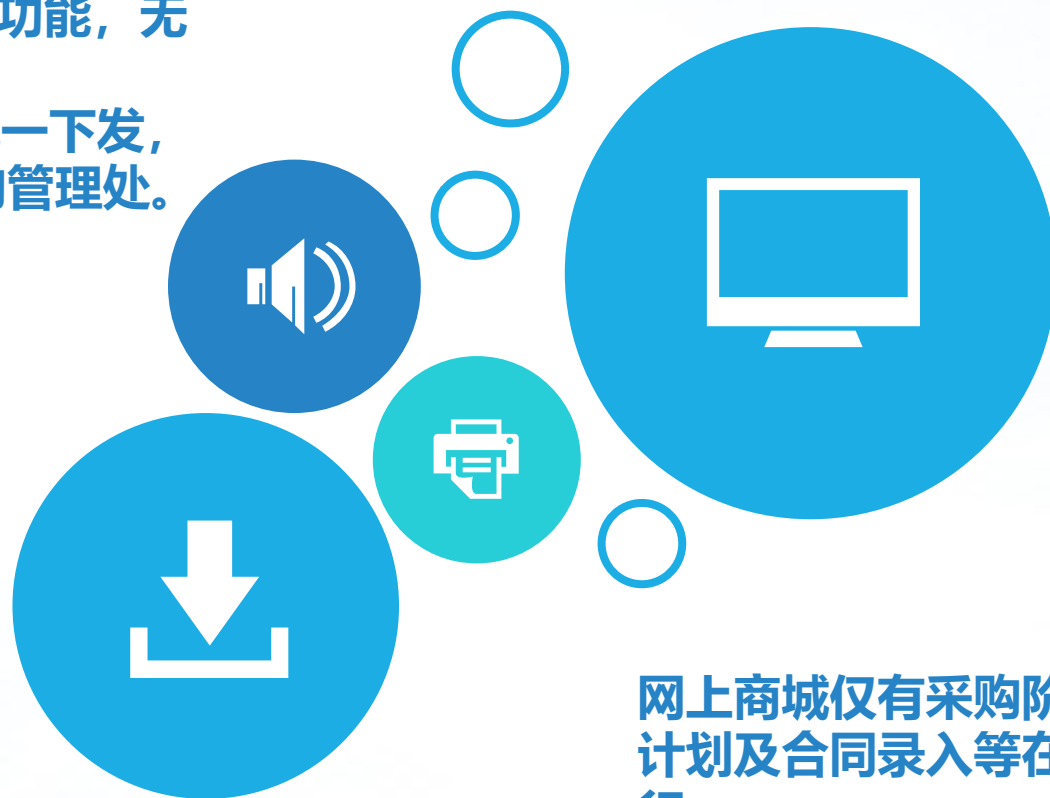 功能，无
一下发，
管理处。
网上商城仅有采购阶
计划及合同录入等在